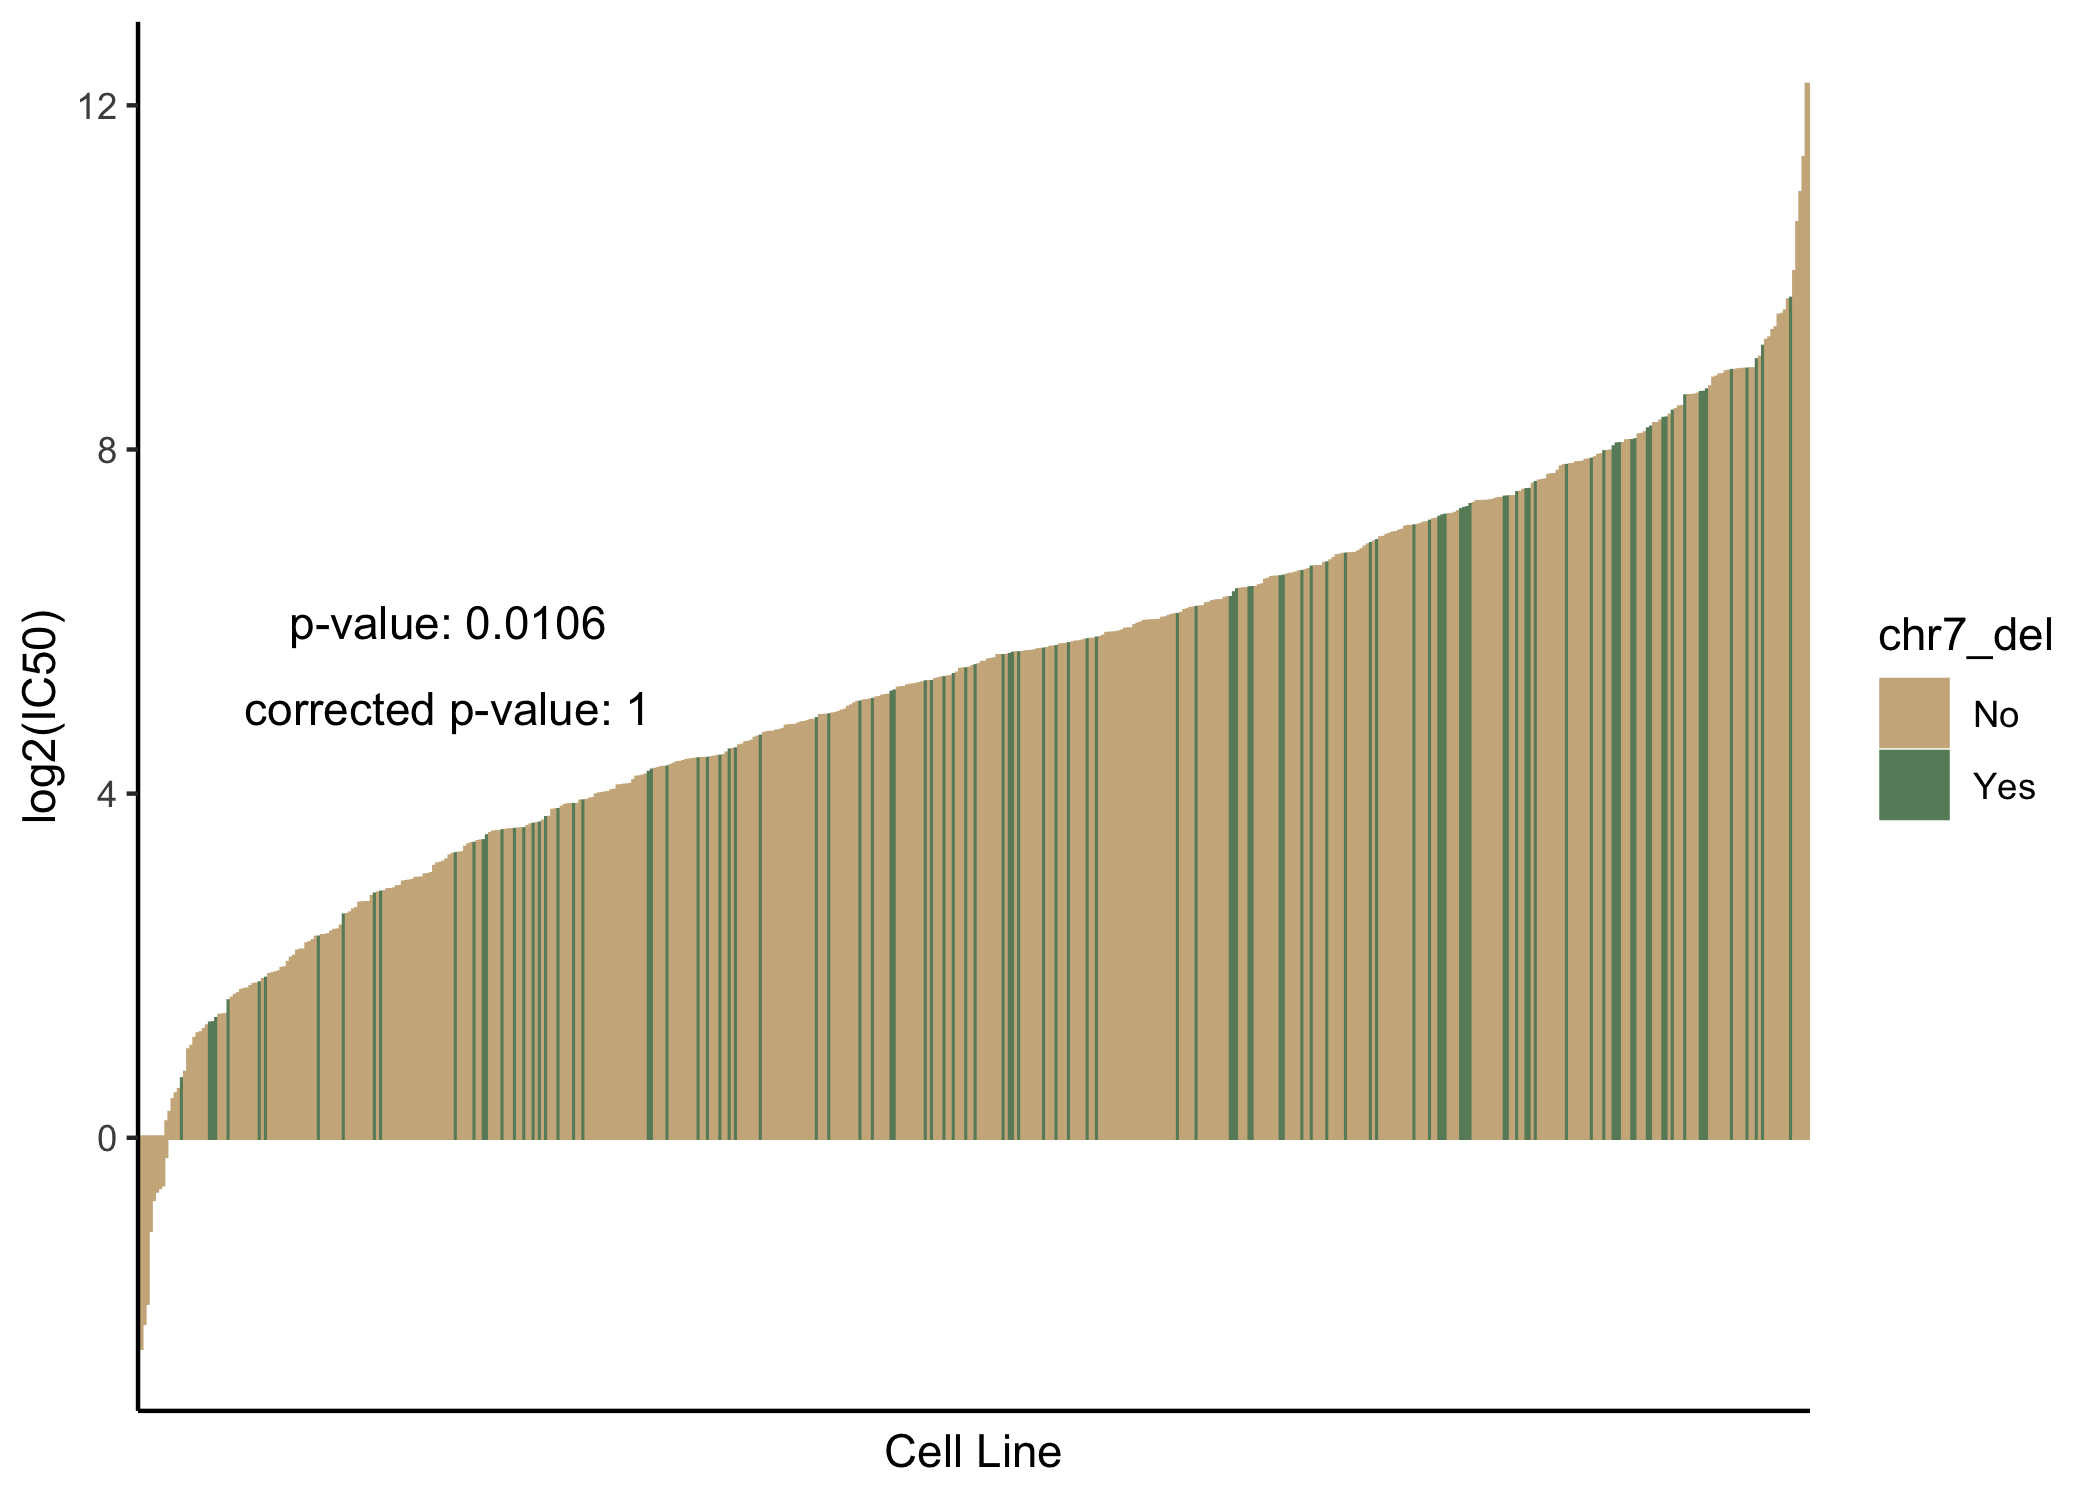 12
8
4
0
log2(IC50)
p-value: 0.0106
corrected p-value: 1
Cell Line
chr7_del
No
Yes